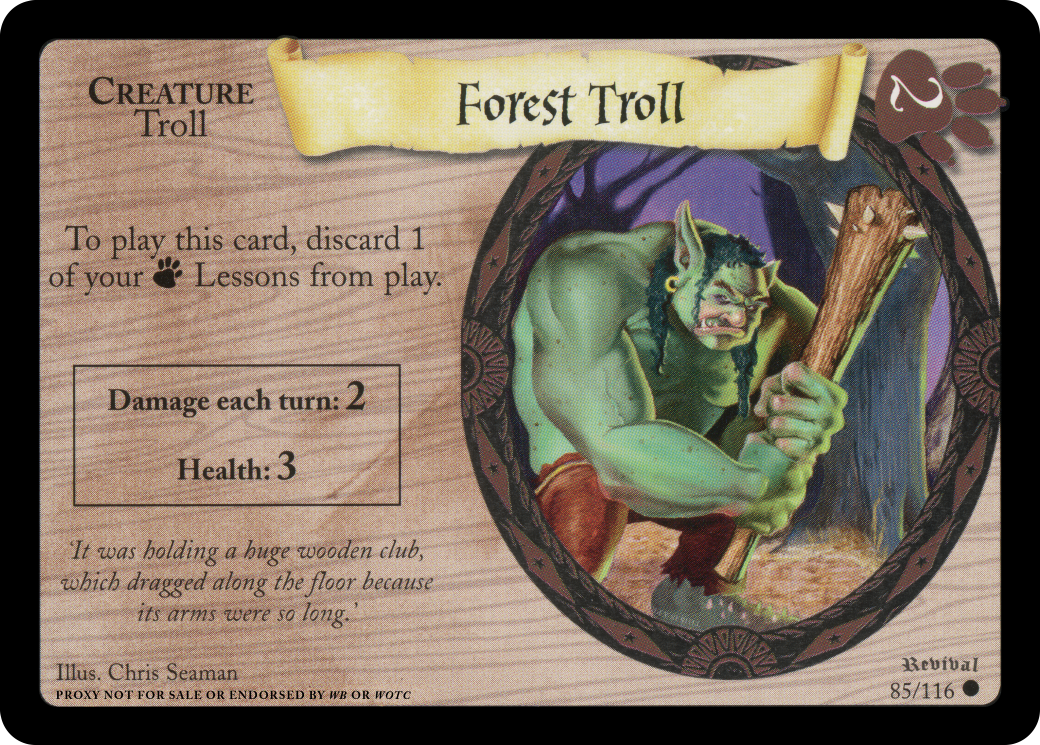 CREATURE
Troll
Forest Troll
2
To play this card, discard 1
of your Lessons from play.
Damage each turn: 2
Health: 3
‘It was holding a huge wooden club,
which dragged along the floor because
its arms were so long.’
Illus. Chris Seaman
PROXY NOT FOR SALE OR ENDORSED BY WB OR WOTC
Revival
85/116